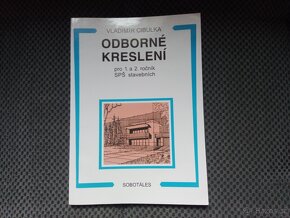 VLADIMÍR CIBULKA
ODBORNÉ
KRESLENÍ
pro 1. a 2. ročník
SPŠ stavebních
SOBOTÁLES